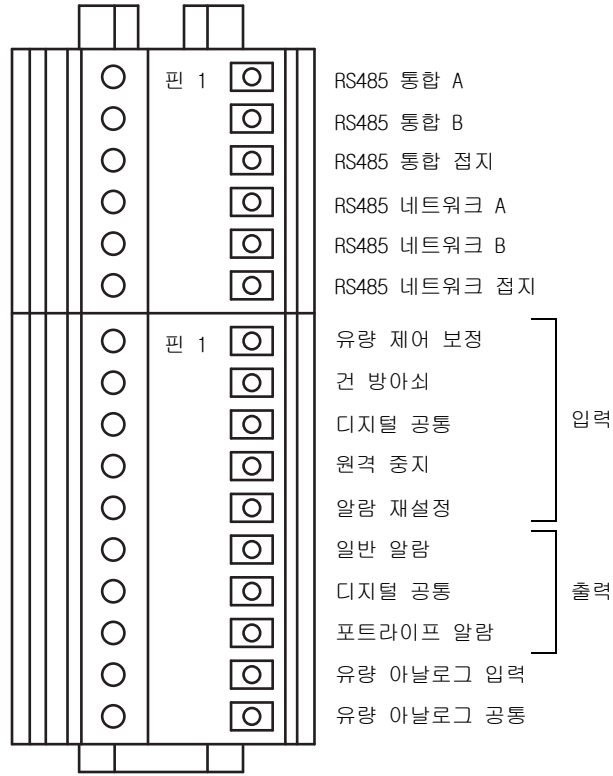 핀 1 RS485 통합 A
RS485 통합 B
RS485 통합 접지
RS485 네트워크 A
RS485 네트워크 B
RS485 네트워크 접지
핀 1 유량 제어 보정
건 방아쇠
디지털 공통
입력
원격 중지
알람 재설정
일반 알람
디지털 공통
출력
포트라이프 알람
유량 아날로그 입력
유량 아날로그 공통